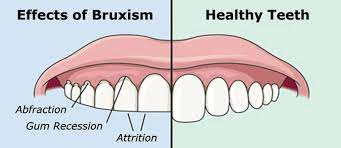 Effects of Bruxism
Healthy Teeth
Abfraction
Gum Recession
Attrition